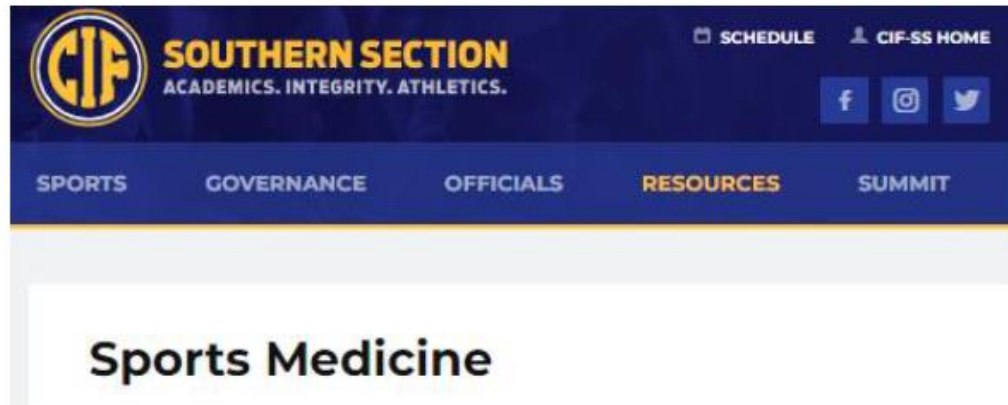 CIF
SOUTHERN SECTION
ACADEMICS. INTEGRITY. ATHLETICS.
SCHEDULE CIF-SS HOME
SPORTS GOVERNANCE OFFICIALS RESOURCES SUMMIT
Sports Medicine